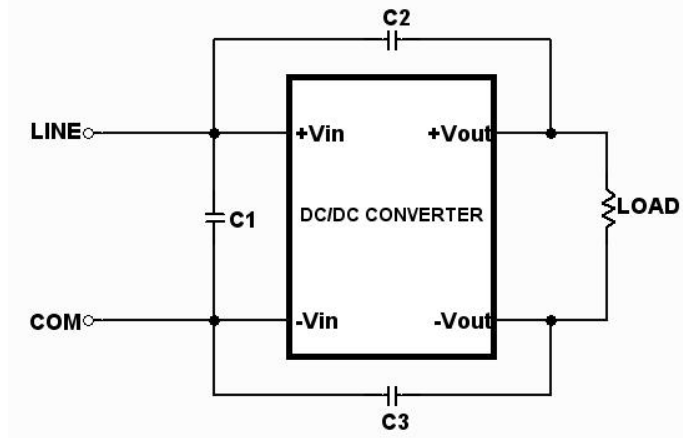 C2
LINE
+Vin
+Vout
C1
DC/DC CONVERTER
LOAD
COM
-Vin
-Vout
C3